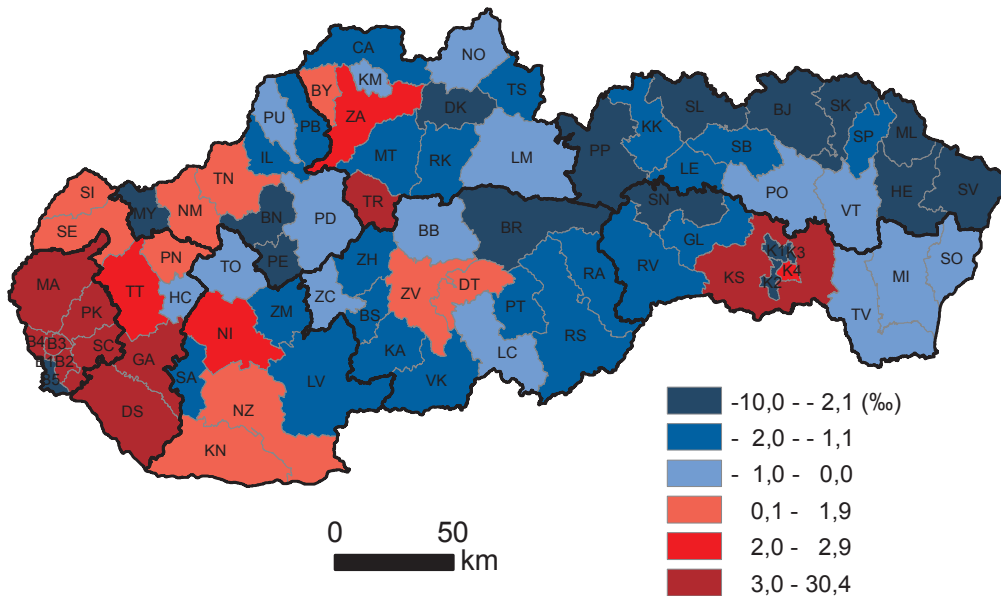 CA
NO
KM
BY
TS
ZA
DK
PU
PB
IL
MT
RK
LM
SL
BJ
SK
KK
SB
SP
ML
PP
LE
PO
HE
SV
VT
SI
TN
SE
MY
NM
BN
PD
TR
BB
BR
SN
GL
RV
K1
K3
K4
K2
KS
SO
MI
TV
PN
TO
PE
ZH
ZC
ZV
DT
PT
RA
RS
MA
TT
HC
PK
NI
ZM
BS
KA
LC
VK
B4
B3
SC
B1
B2
B5
GA
SA
LV
DS
NZ
KN
-10,0 - - 2,1 (‰)
- 2,0 - - 1,1
- 1,0 - 0,0
0,1 - 1,9
2,0 - 2,9
3,0 - 30,4
0 50
km